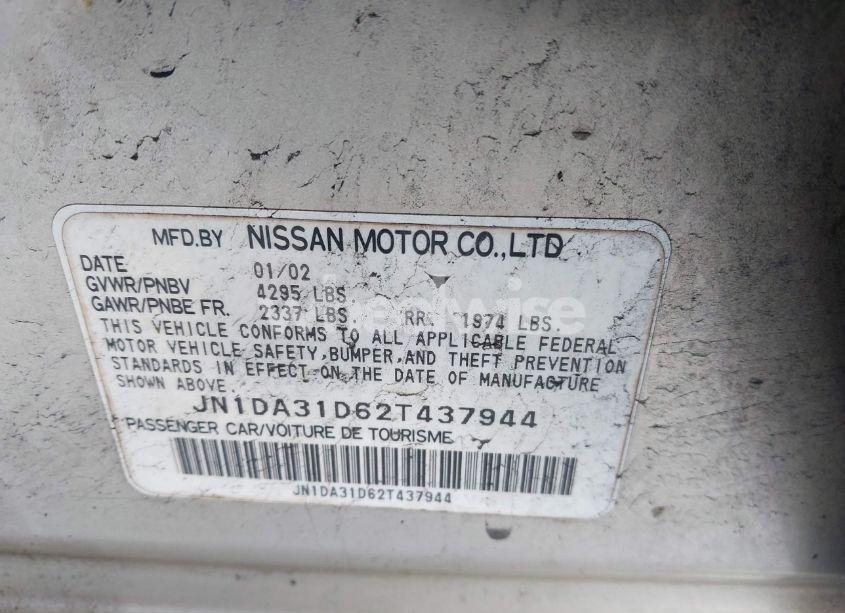 MFD.BY NISSAN MOTOR CO.,LTD
DATE 01/02
GVWR/PNBV 4295 LBS
GAWR/PNBE FR. 2337 LBS. RR. 1974 LBS.
THIS VEHICLE CONFORMS TO ALL APPLICABLE FEDERAL
MOTOR VEHICLE SAFETY,BUMPER,AND THEFT PREVENTION
STANDARDS IN EFFECT ON THE DATE OF MANUFACTURE
SHOWN ABOVE.
JN1DA31D62T437944
PASSENGER CAR/VOITURE DE TOURISME
JN1DA31D62T437944